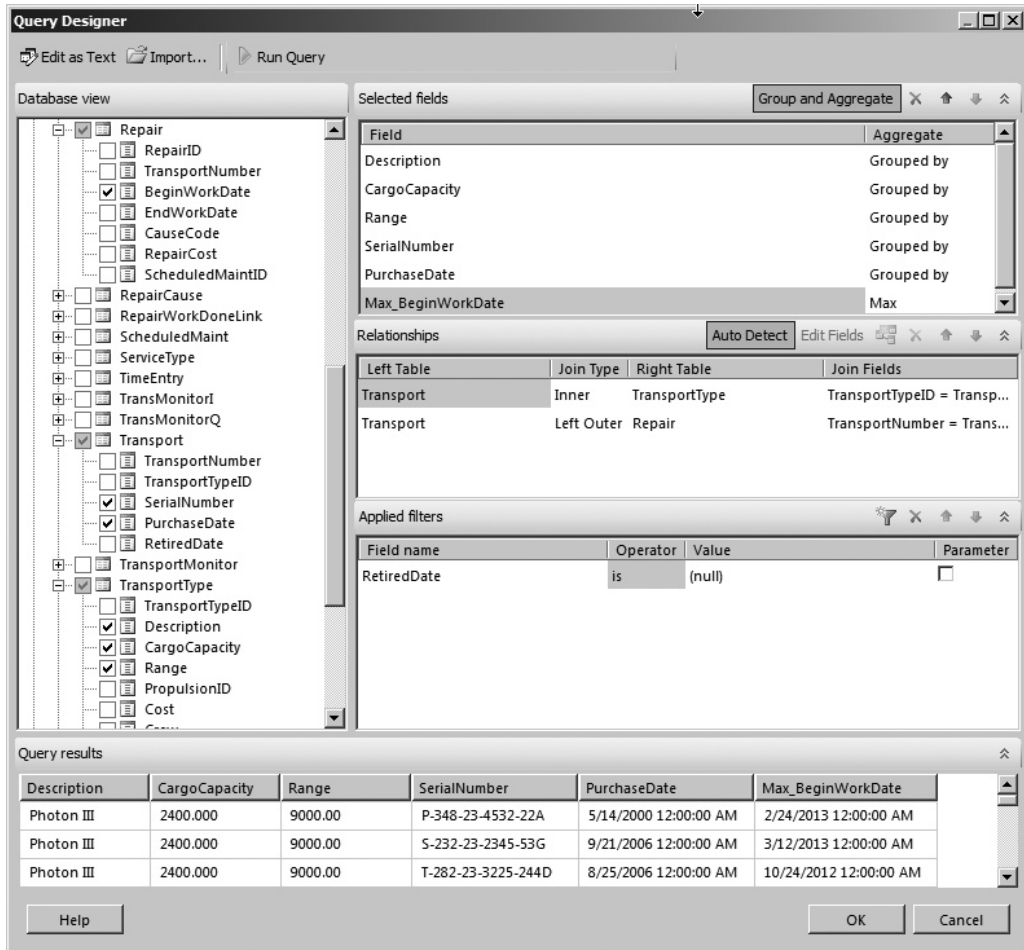 Query Designer
Edit as Text Import... Run Query
Database view
Repair
RepairID
TransportNumber
BeginWorkDate
EndWorkDate
CauseCode
RepairCost
ScheduledMaintID
RepairCause
RepairWorkDoneLink
ScheduledMaint
ServiceType
TimeEntry
TransMonitorI
TransMonitorQ
Transport
TransportNumber
TransportTypeID
SerialNumber
PurchaseDate
RetiredDate
TransportMonitor
TransportType
TransportTypeID
Description
CargoCapacity
Range
PropulsionID
Cost
Selected fields Group and Aggregate
Field Aggregate
Description Grouped by
CargoCapacity Grouped by
Range Grouped by
SerialNumber Grouped by
PurchaseDate Grouped by
Max_BeginWorkDate Max
Relationships Auto Detect Edit Fields
Left Table Join Type Right Table Join Fields
Transport Inner TransportType TransportTypeID = Transp...
Transport Left Outer Repair TransportNumber = Trans...
Applied filters
Field name Operator Value Parameter
RetiredDate is (null)
Query results
Description CargoCapacity Range SerialNumber PurchaseDate Max_BeginWorkDate
Photon III 2400.000 9000.00 P-348-23-4532-22A 5/14/2000 12:00:00 AM 2/24/2013 12:00:00 AM
Photon III 2400.000 9000.00 S-232-23-2345-53G 9/21/2006 12:00:00 AM 3/12/2013 12:00:00 AM
Photon III 2400.000 9000.00 T-282-23-3225-244D 8/25/2006 12:00:00 AM 10/24/2012 12:00:00 AM
Help OK Cancel